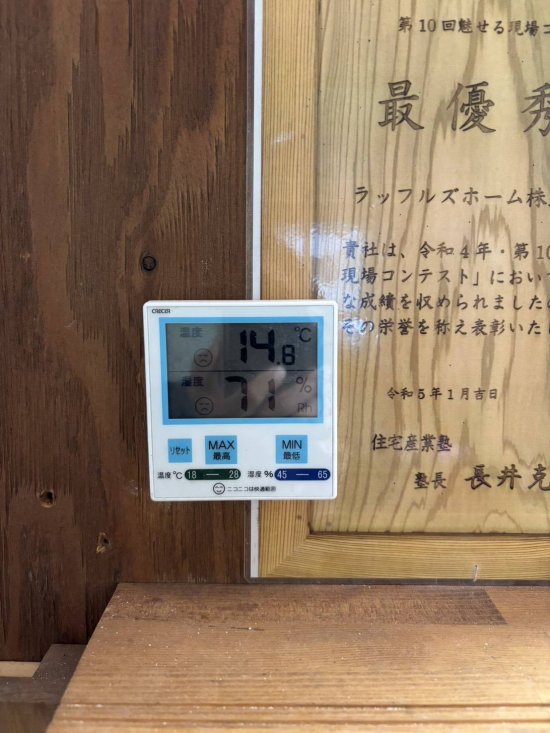 第10回魅せる現場コ
最優秀
ラッフルズホーム株
貴社は、令和4年・第10
現場コンテスト」におい
な成績を収められました
その栄誉を称え表彰いた
令和5年1月吉日
住宅産業塾
塾長 長井克
CRECER
温度 14.8 ℃
湿度 71 % Rh
リセット MAX 最高 MIN 最低
温度℃ 18 — 28 湿度% 45 — 65
ニコニコは快適範囲